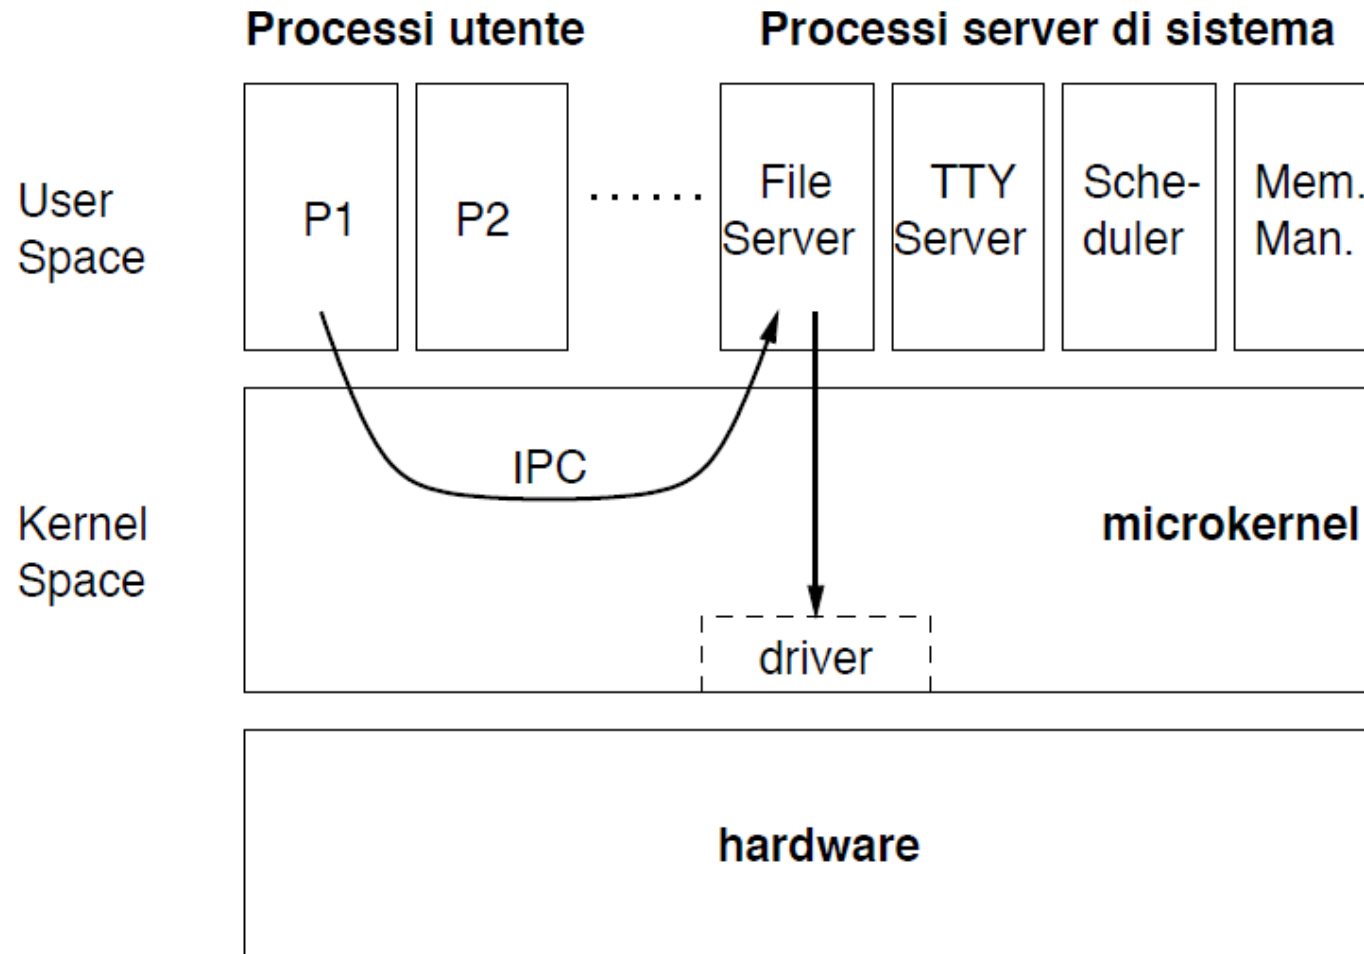 Processi utente
Processi server di sistema
User
Space
P1
P2
......
File
Server
TTY
Server
Sche-
duler
Mem.
Man.
IPC
Kernel
Space
microkernel
driver
hardware